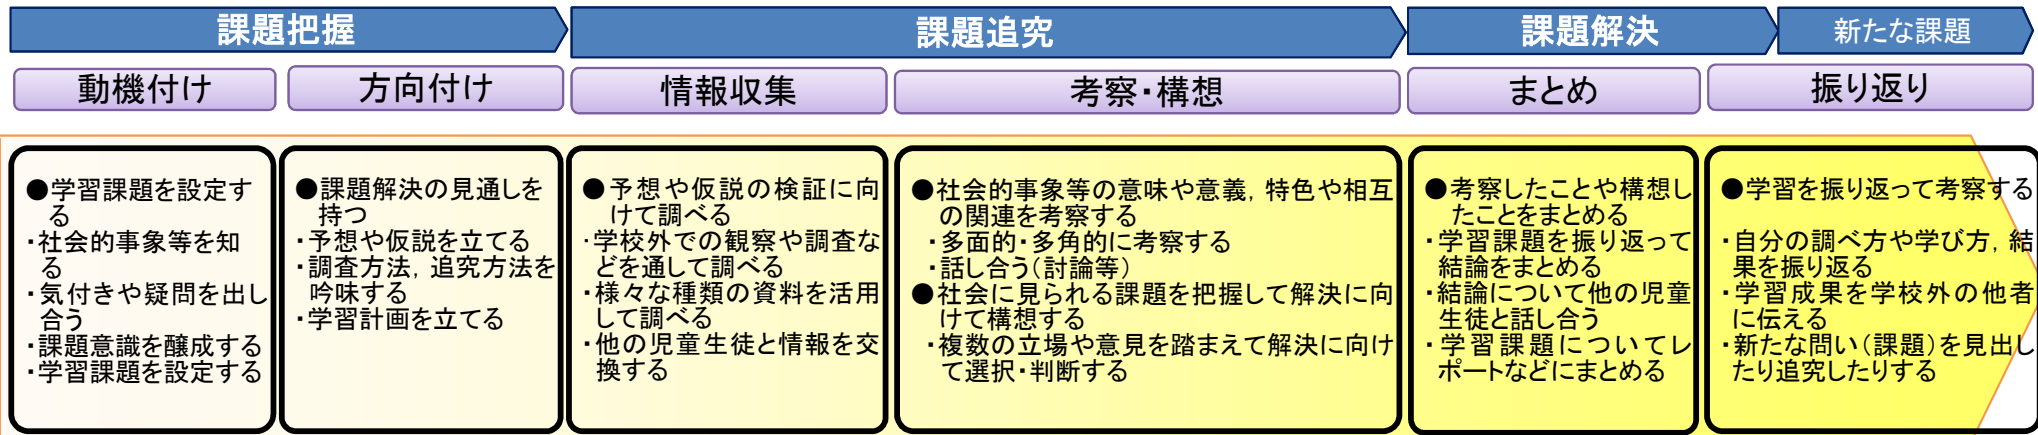 課題把握
課題追究
課題解決
新たな課題
動機付け
方向付け
情報収集
考察・構想
まとめ
振り返り
●学習課題を設定す
る
・社会的事象等を知
る
・気付きや疑問を出し
合う
・課題意識を醸成する
・学習課題を設定する
●課題解決の見通しを
持つ
・予想や仮説を立てる
・調査方法，追究方法を
吟味する
・学習計画を立てる
●予想や仮説の検証に向
けて調べる
・学校外での観察や調査な
どを通して調べる
・様々な種類の資料を活用
して調べる
・他の児童生徒と情報を交
換する
●社会的事象等の意味や意義，特色や相互
の関連を考察する
・多面的・多角的に考察する
・話し合う（討論等）
●社会に見られる課題を把握して解決に向
けて構想する
・複数の立場や意見を踏まえて解決に向け
て選択・判断する
●考察したことや構想し
たことをまとめる
・学習課題を振り返って
結論をまとめる
・結論について他の児童
生徒と話し合う
・学習課題についてレ
ポートなどにまとめる
●学習を振り返って考察する
・自分の調べ方や学び方，結
果を振り返る
・学習成果を学校外の他者
に伝える
・新たな問い（課題）を見出し
たり追究したりする